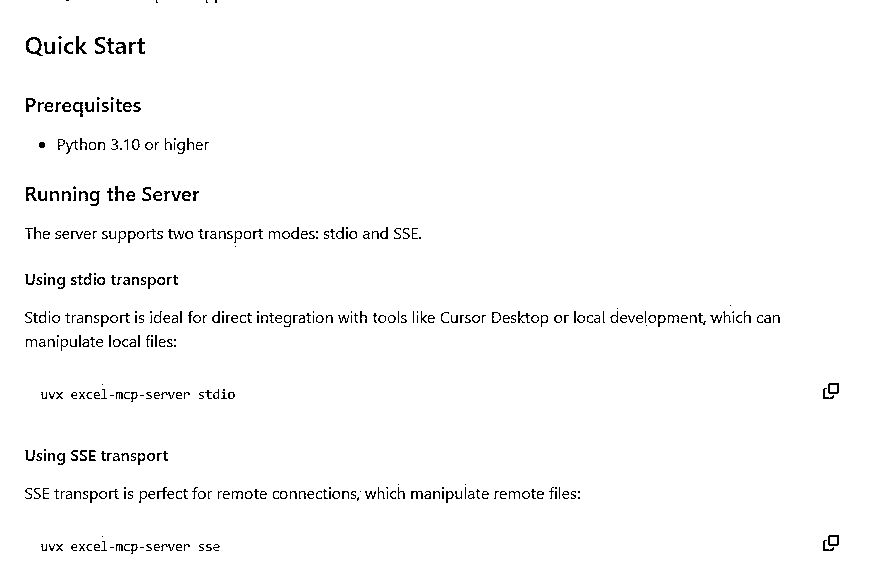 Quick Start
Prerequisites
• Python 3.10 or higher
Running the Server
The server supports two transport modes: stdio and SSE.
Using stdio transport
Stdio transport is ideal for direct integration with tools like Cursor Desktop or local development, which can
manipulate local files:
uvx excel-mcp-server stdio
Using SSE transport
SSE transport is perfect for remote connections, which manipulate remote files:
uvx excel-mcp-server sse